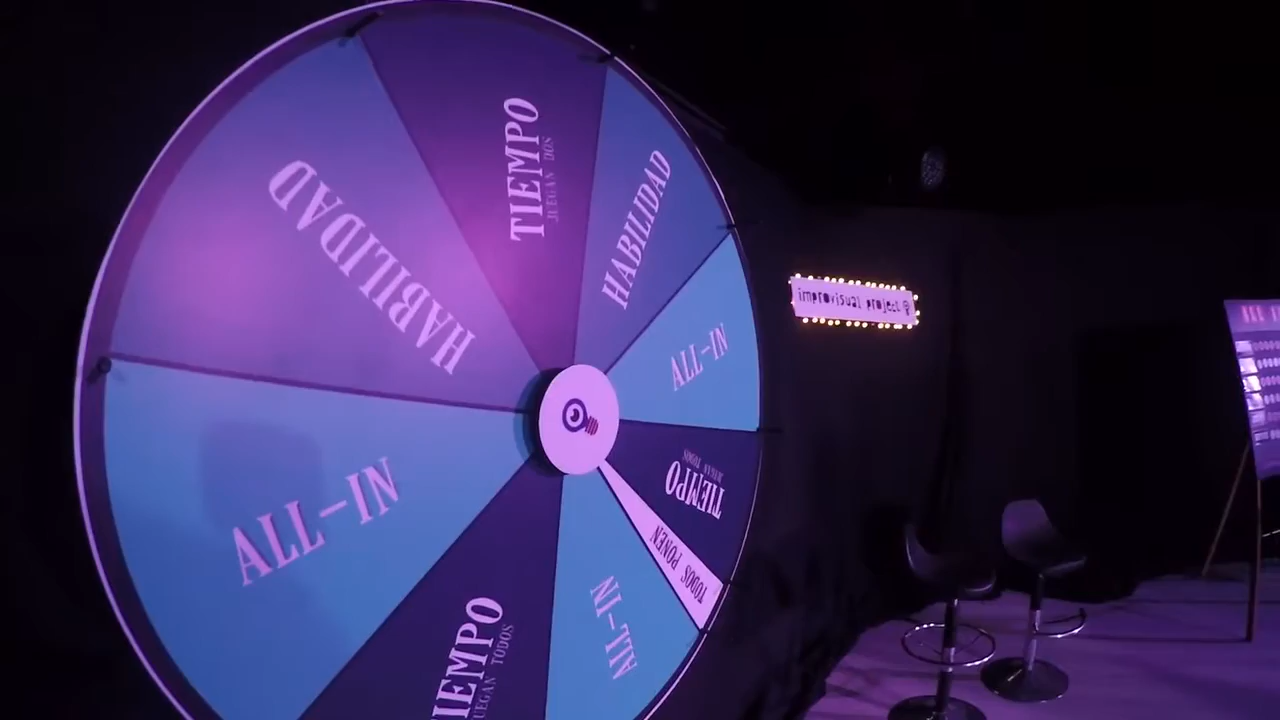 TIEMPO
JUEGAN DOS
HABILIDAD
HABILIDAD
ALL-IN
TIEMPO
JUEGAN TODOS
TODOS PONEN
ALL-IN
TIEMPO
JUEGAN TODOS
ALL-IN
improvisual project